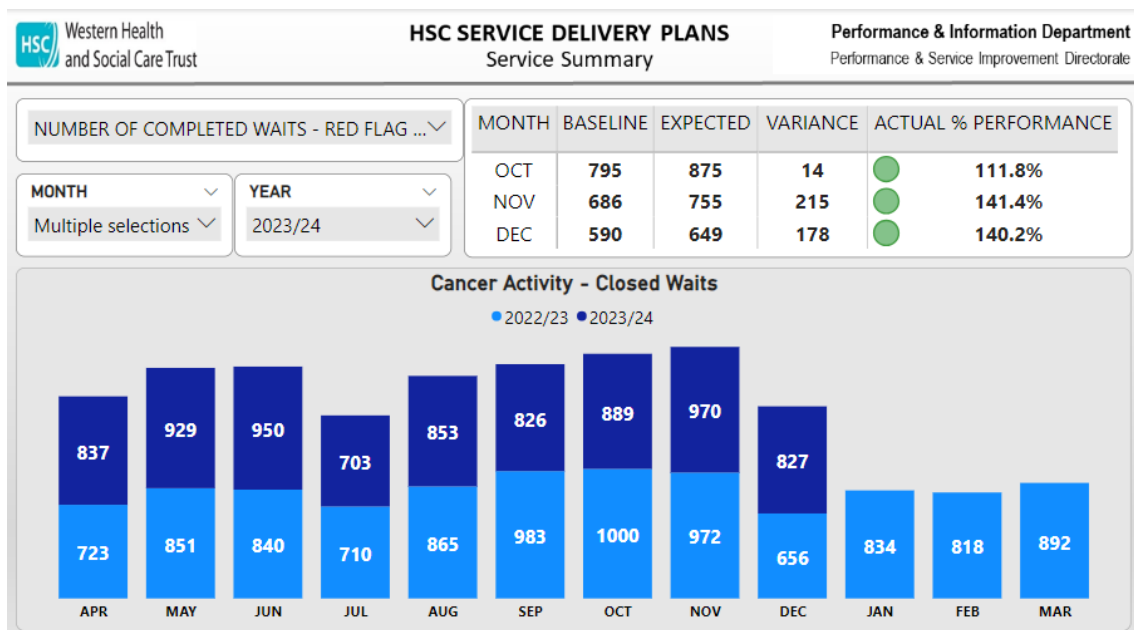 HSC
Western Health
and Social Care Trust
HSC SERVICE DELIVERY PLANS
Service Summary
Performance & Information Department
Performance & Service Improvement Directorate
NUMBER OF COMPLETED WAITS - RED FLAG ...
MONTH
Multiple selections
YEAR
2023/24
MONTH BASELINE EXPECTED VARIANCE ACTUAL % PERFORMANCE
OCT 795 875 14 111.8%
NOV 686 755 215 141.4%
DEC 590 649 178 140.2%
Cancer Activity - Closed Waits
2022/23 2023/24
837 929 950 703 853 826 889 970 827
723 851 840 710 865 983 1000 972 656 834 818 892
APR MAY JUN JUL AUG SEP OCT NOV DEC JAN FEB MAR